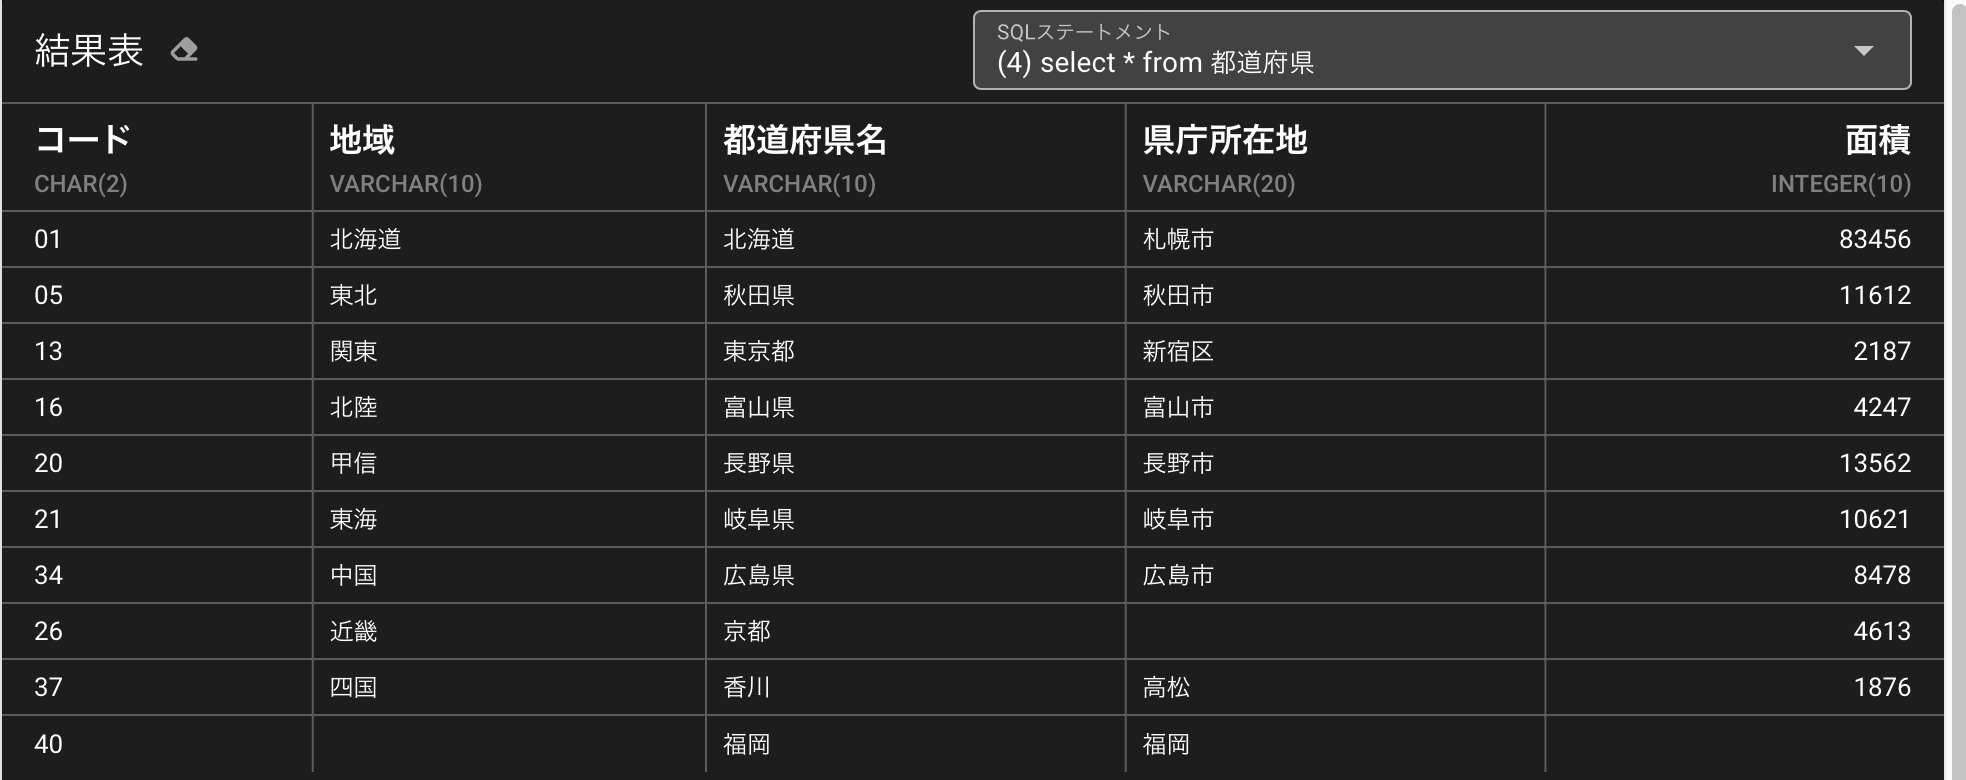 結果表
SQLステートメント
(4) select * from 都道府県
コード 地域 都道府県名 県庁所在地 面積
CHAR(2) VARCHAR(10) VARCHAR(10) VARCHAR(20) INTEGER(10)
01 北海道 北海道 札幌市 83456
05 東北 秋田県 秋田市 11612
13 関東 東京都 新宿区 2187
16 北陸 富山県 富山市 4247
20 甲信 長野県 長野市 13562
21 東海 岐阜県 岐阜市 10621
34 中国 広島県 広島市 8478
26 近畿 京都 4613
37 四国 香川 高松 1876
40 福岡 福岡